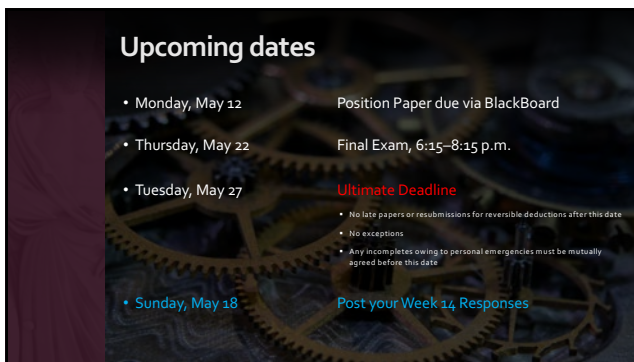 Upcoming dates
• Monday, May 12 Position Paper due via BlackBoard
• Thursday, May 22 Final Exam, 6:15–8:15 p.m.
• Tuesday, May 27 Ultimate Deadline
• No late papers or resubmissions for reversible deductions after this date
• No exceptions
• Any incompletes owing to personal emergencies must be mutually
agreed before this date
• Sunday, May 18 Post your Week 14 Responses